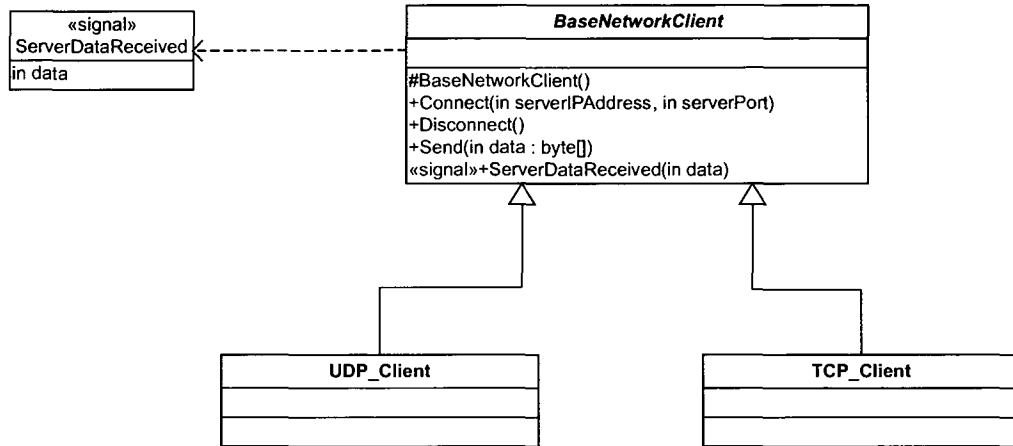 «signal»
ServerDataReceived
in data
BaseNetworkClient
#BaseNetworkClient()
+Connect(in serverIPAddress, in serverPort)
+Disconnect()
+Send(in data : byte[])
«signal»+ServerDataReceived(in data)
UDP_Client
TCP_Client